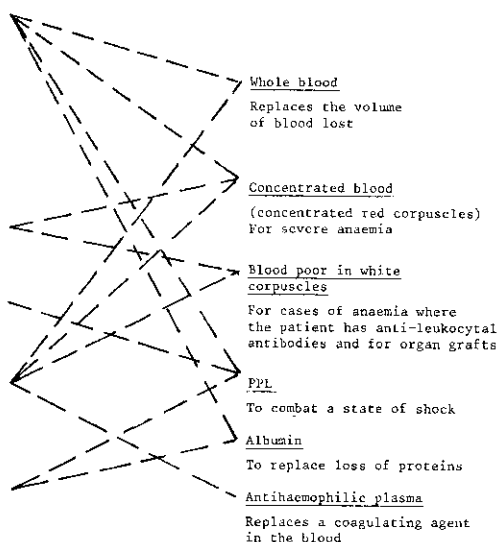 Whole blood
Replaces the volume
of blood lost
Concentrated blood
(concentrated red corpuscles)
For severe anaemia
Blood poor in white
corpuscles
For cases of anaemia where
the patient has anti-leukocytal
antibodies and for organ grafts
PPL
To combat a state of shock
Albumin
To replace loss of proteins
Antihaemophilic plasma
Replaces a coagulating agent
in the blood